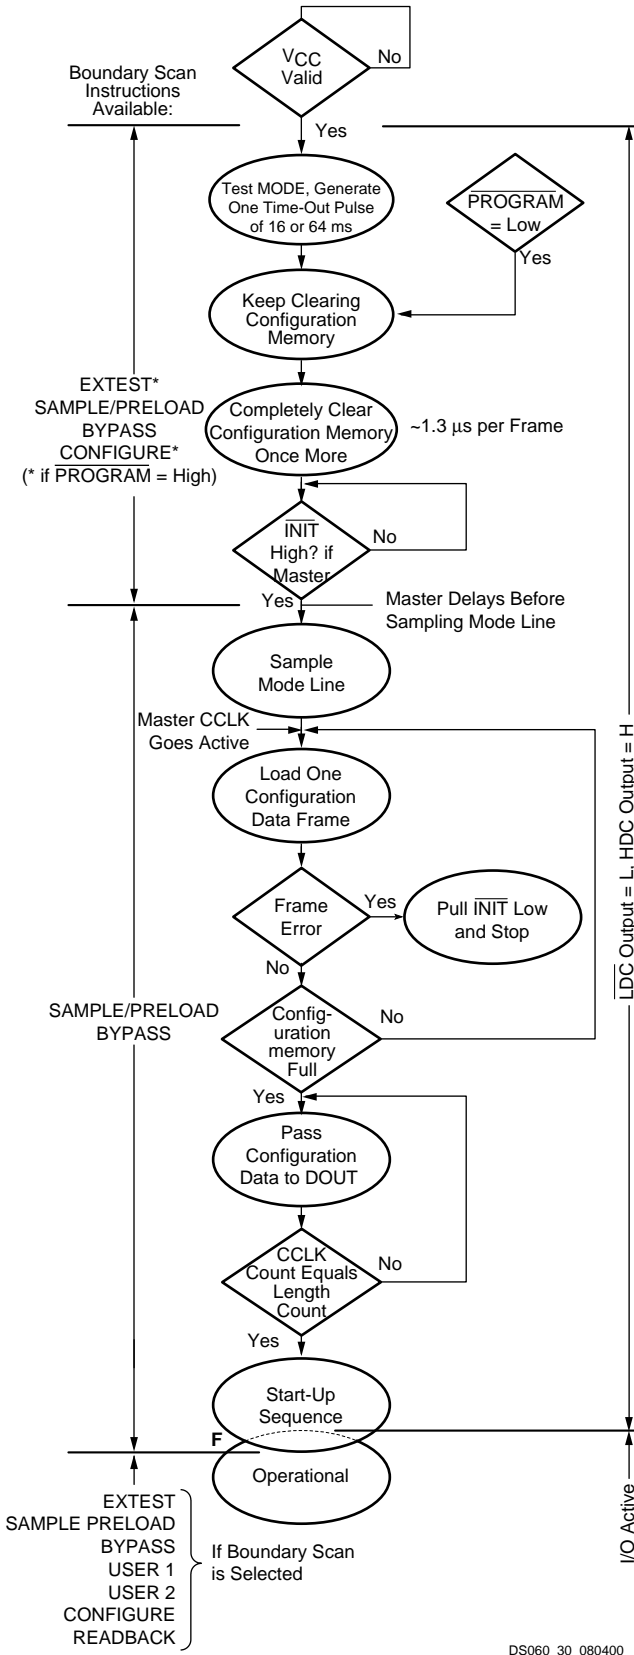 VCC
Valid
No
Boundary Scan
Instructions
Available:
Yes
Test MODE, Generate
One Time-Out Pulse
of 16 or 64 ms
PROGRAM
= Low
Yes
Keep Clearing
Configuration
Memory
EXTEST*
SAMPLE/PRELOAD
BYPASS
CONFIGURE*
(* if PROGRAM = High)
Completely Clear
Configuration Memory
Once More
~1.3 μs per Frame
INIT
High? if
Master
No
Yes
Master Delays Before
Sampling Mode Line
Sample
Mode Line
Master CCLK
Goes Active
Load One
Configuration
Data Frame
LDC Output = L, HDC Output = H
Frame
Error
Yes
Pull INIT Low
and Stop
No
SAMPLE/PRELOAD
BYPASS
Config-
uration
memory
Full
No
Yes
Pass
Configuration
Data to DOUT
CCLK
Count Equals
Length
Count
No
Yes
Start-Up
Sequence
F
Operational
I/O Active
EXTEST
SAMPLE PRELOAD
BYPASS
USER 1
USER 2
CONFIGURE
READBACK
If Boundary Scan
is Selected
DS060_30_080400